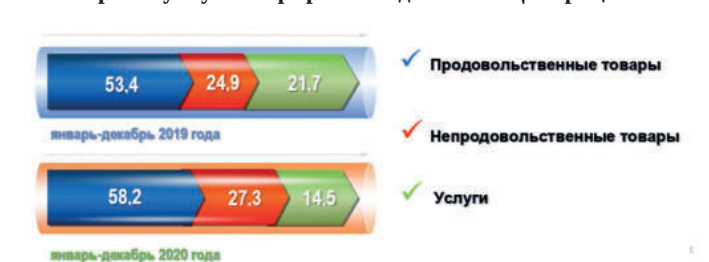 53,4 24,9 21,7
январь-декабрь 2019 года
58,2 27,3 14,5
январь-декабрь 2020 года
✓ Продовольственные товары
✓ Непродовольственные товары
✓ Услуги